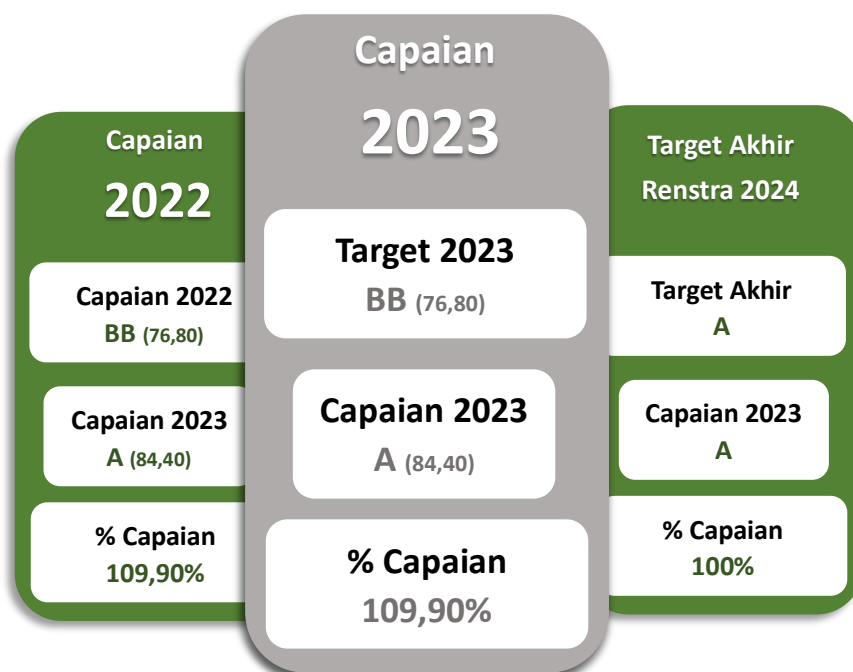 Capaian
2022
Capaian 2022
BB (76,80)
Capaian 2023
A (84,40)
% Capaian
109,90%
Capaian
2023
Target 2023
BB (76,80)
Capaian 2023
A (84,40)
% Capaian
109,90%
Target Akhir
Renstra 2024
Target Akhir
A
Capaian 2023
A
% Capaian
100%